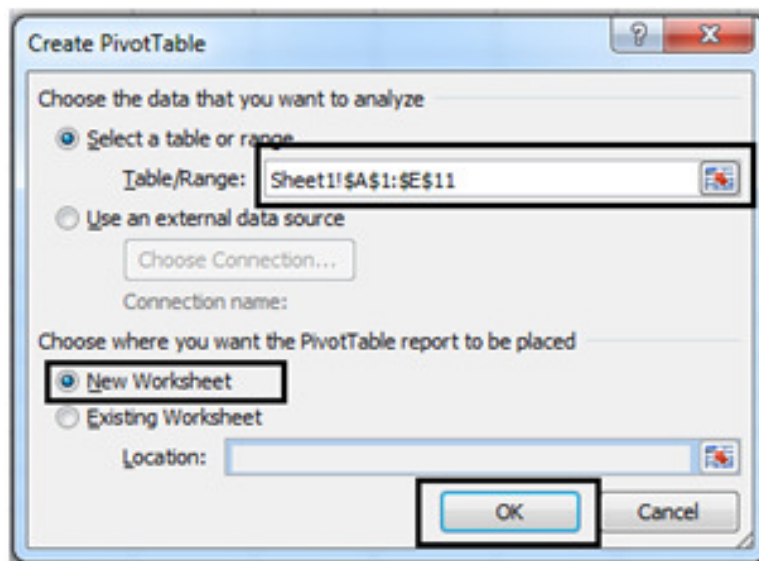 Create PivotTable
Choose the data that you want to analyze
Select a table or range
Table/Range: Sheet1!$A$1:$E$11
Use an external data source
Choose Connection...
Connection name:
Choose where you want the PivotTable report to be placed
New Worksheet
Existing Worksheet
Location:
OK Cancel